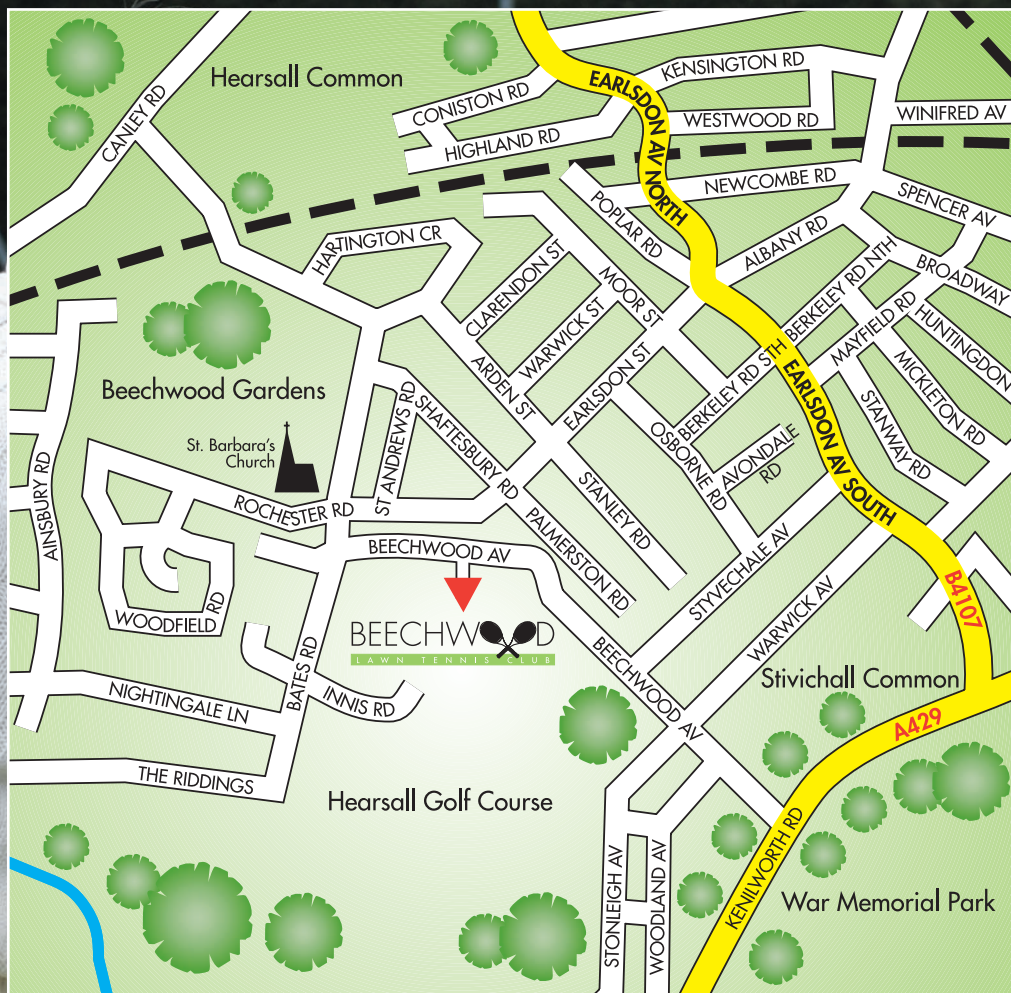 Hearsall Common
CANLEY RD
CONISTON RD
HIGHLAND RD
EARLSDON AV NORTH
KENSINGTON RD
WESTWOOD RD
WINIFRED AV
NEWCOMBE RD
SPENCER AV
POPLAR RD
ALBANY RD
BROADWAY
HARTINGTON CR
CLARENDON ST
MOOR ST
WARWICK ST
BERKELEY RD NTH
MAYFIELD RD
HUNTINGDON
ARDEN ST
EARLSDON ST
BERKELEY RD STH
EARLSDON AV SOUTH
MICKLETON RD
STANWAY RD
Beechwood Gardens
St. Barbara's
Church
ST ANDREWS RD
SHAFTESBURY RD
OSBORNE RD
AVONDALE
RD
AINSBURY RD
ROCHESTER RD
STANLEY RD
PALMERSTON RD
BEECHWOOD AV
STYVECHALE AV
WARWICK AV
B4107
WOODFIELD RD
BEECHWOOD
LAWN TENNIS CLUB
BEECHWOOD AV
Stivichall Common
BATES RD
INNIS RD
NIGHTINGALE LN
A429
THE RIDDINGS
Hearsall Golf Course
KENILWORTH RD
STONLEIGH AV
WOODLAND AV
War Memorial Park